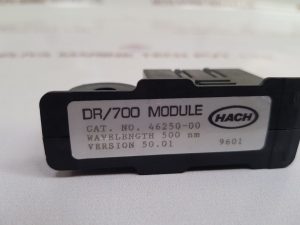 DR/700 MODULE
HACH
CAT. NO. 46250-00
WAVELENGTH 500 nm
VERSION 50.01 9601